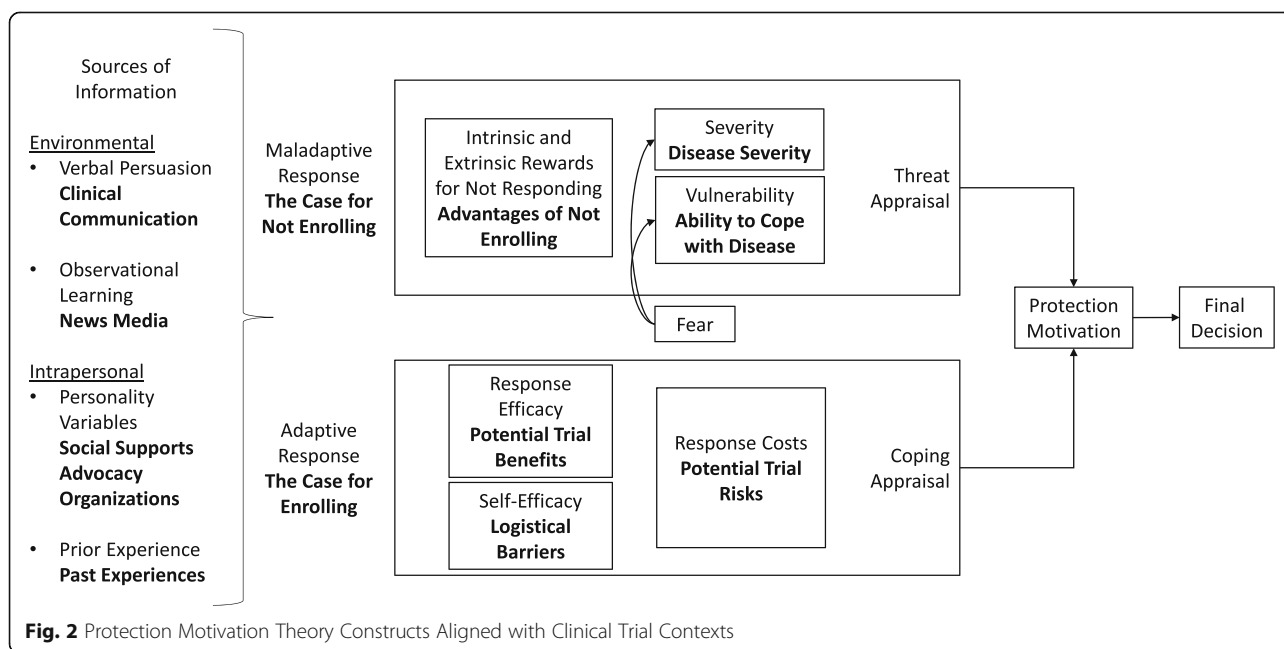 Sources of
Information
Environmental
• Verbal Persuasion
Clinical
Communication
• Observational
Learning
News Media
Intrapersonal
• Personality
Variables
Social Supports
Advocacy
Organizations
• Prior Experience
Past Experiences
Maladaptive
Response
The Case for
Not Enrolling
Intrinsic and
Extrinsic Rewards
for Not Responding
Advantages of Not
Enrolling
Severity
Disease Severity
Vulnerability
Ability to Cope
with Disease
Threat
Appraisal
Fear
Adaptive
Response
The Case for
Enrolling
Response
Efficacy
Potential Trial
Benefits
Self-Efficacy
Logistical
Barriers
Response Costs
Potential Trial
Risks
Coping
Appraisal
Protection
Motivation
Final
Decision
Fig. 2 Protection Motivation Theory Constructs Aligned with Clinical Trial Contexts